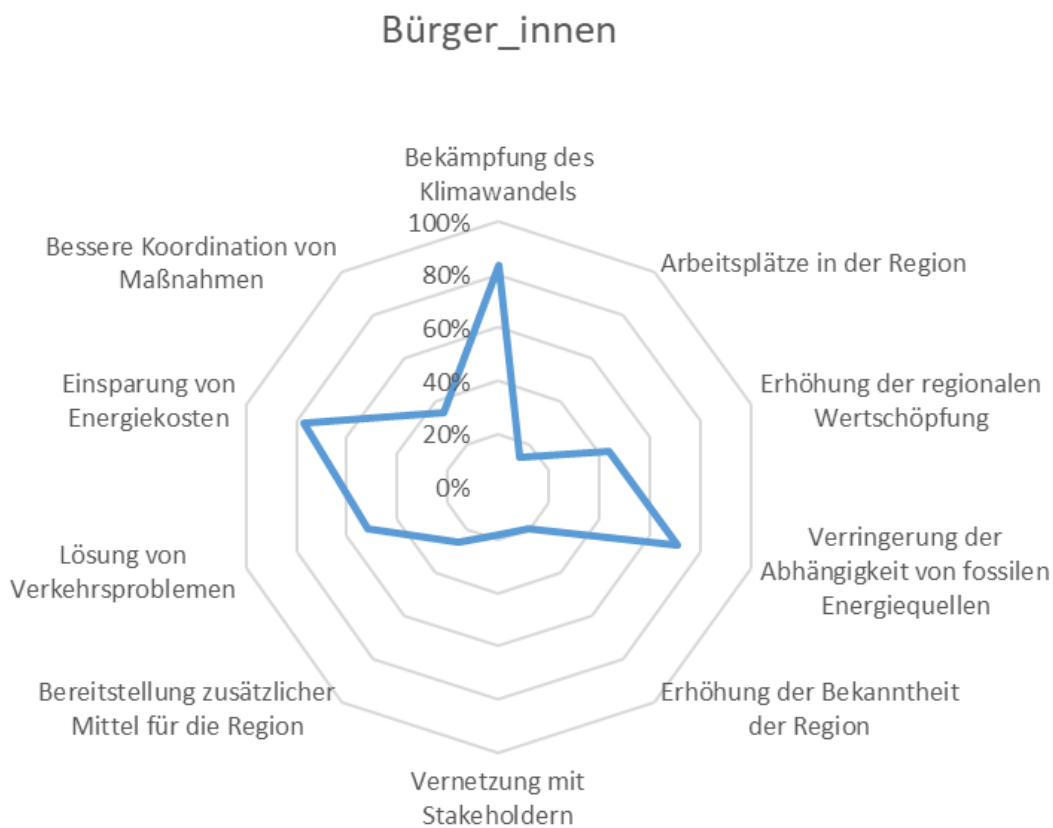 Bürger_innen
Bekämpfung des
Klimawandels
Arbeitsplätze in der Region
Erhöhung der regionalen
Wertschöpfung
Verringerung der
Abhängigkeit von fossilen
Energiequellen
Erhöhung der Bekanntheit
der Region
Vernetzung mit
Stakeholdern
Bereitstellung zusätzlicher
Mittel für die Region
Lösung von
Verkehrsproblemen
Einsparung von
Energiekosten
Bessere Koordination von
Maßnahmen
100%
80%
60%
40%
20%
0%